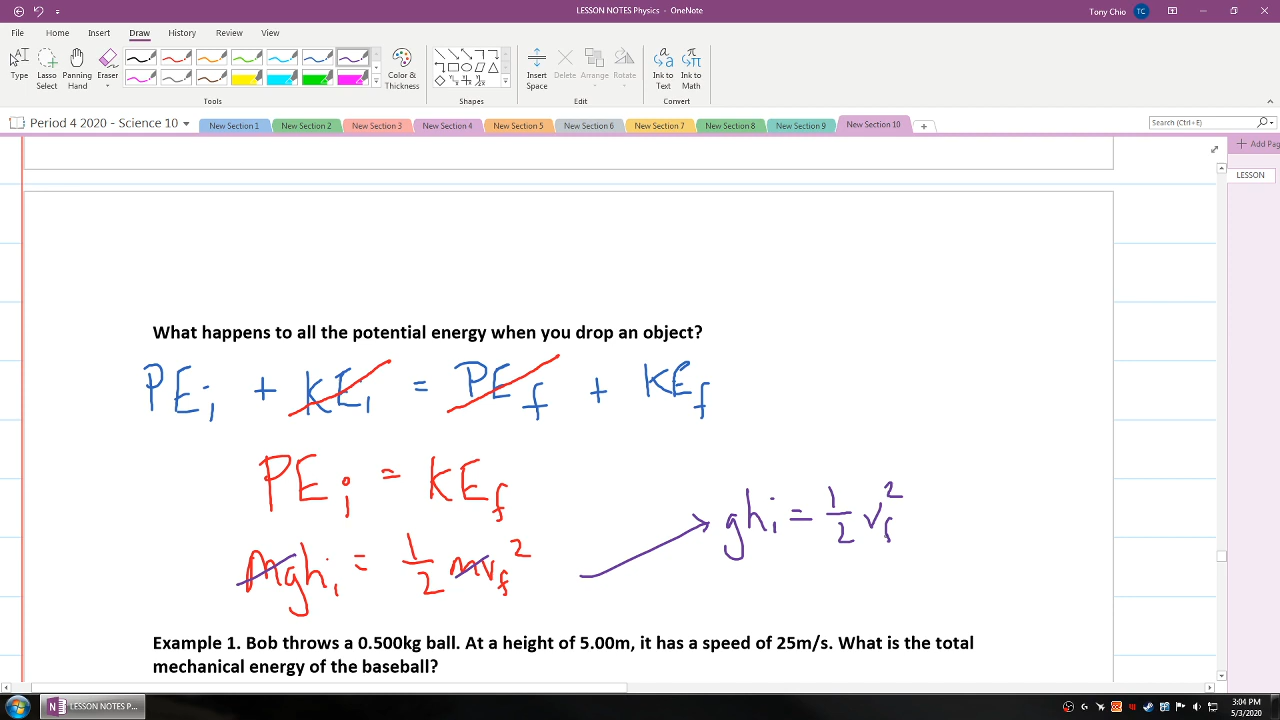 LESSON NOTES Physics - OneNote
Tony Chio TC
File Home Insert Draw History Review View
Type Lasso Select Panning Hand Eraser Color & Thickness Insert Space Delete Arrange Rotate Ink to Text Ink to Math
Tools Shapes Edit Convert
Period 4 2020 - Science 10 New Section 1 New Section 2 New Section 3 New Section 4 New Section 5 New Section 6 New Section 7 New Section 8 New Section 9 New Section 10 Search (Ctrl+E)
Add Pag
LESSON
What happens to all the potential energy when you drop an object?
PEi + KEi = PEf + KEf
PEi = KEf
ghi = 1/2 vf²
mghi = 1/2 mvf²
Example 1. Bob throws a 0.500kg ball. At a height of 5.00m, it has a speed of 25m/s. What is the total
mechanical energy of the baseball?
LESSON NOTES P...
3:04 PM
5/3/2020